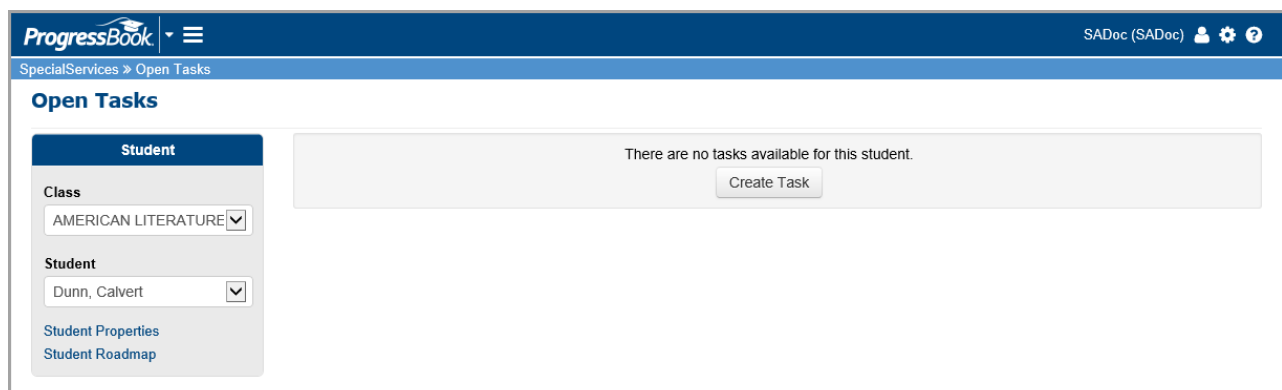 ProgressBook
SADoc (SADoc)
SpecialServices » Open Tasks
Open Tasks
Student
Class
AMERICAN LITERATURE
Student
Dunn, Calvert
Student Properties
Student Roadmap
There are no tasks available for this student.
Create Task